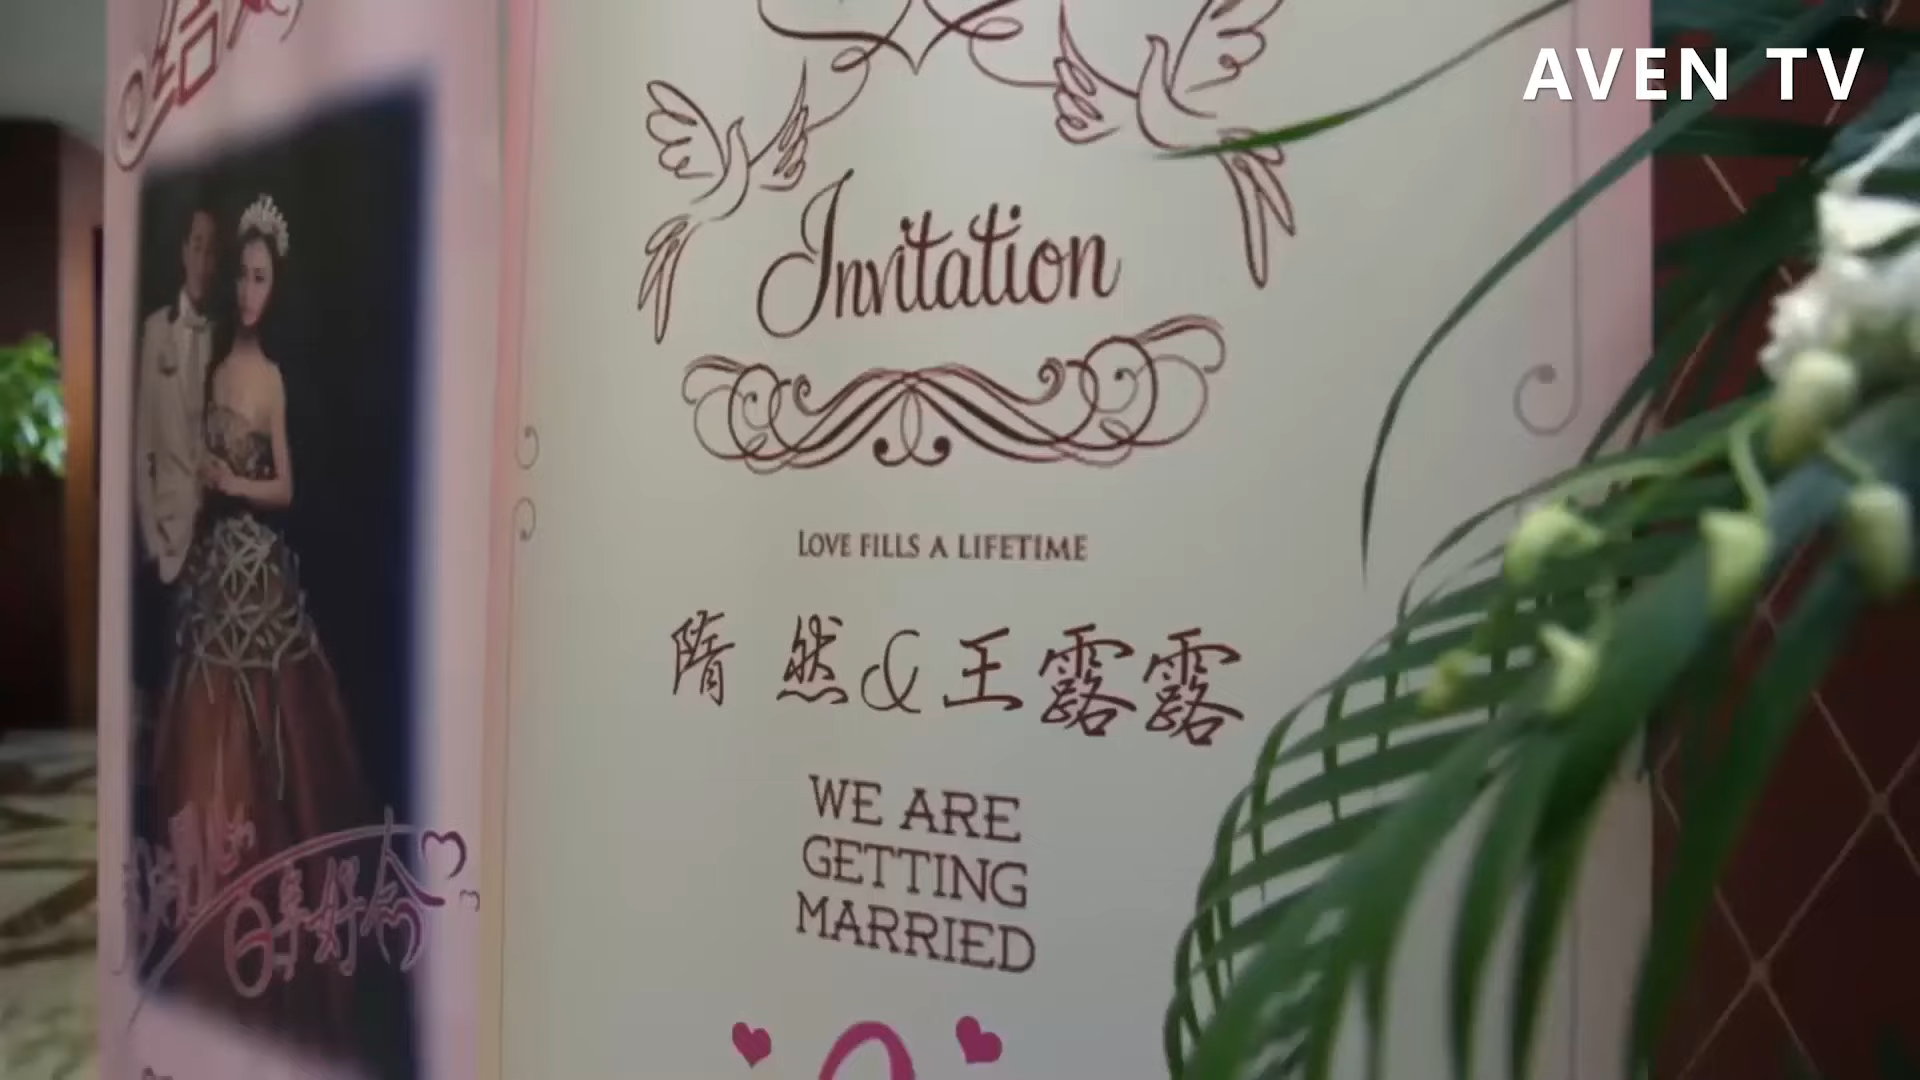 AVEN TV
Invitation
LOVE FILLS A LIFETIME
隋 然 & 王露露
WE ARE
GETTING
MARRIED